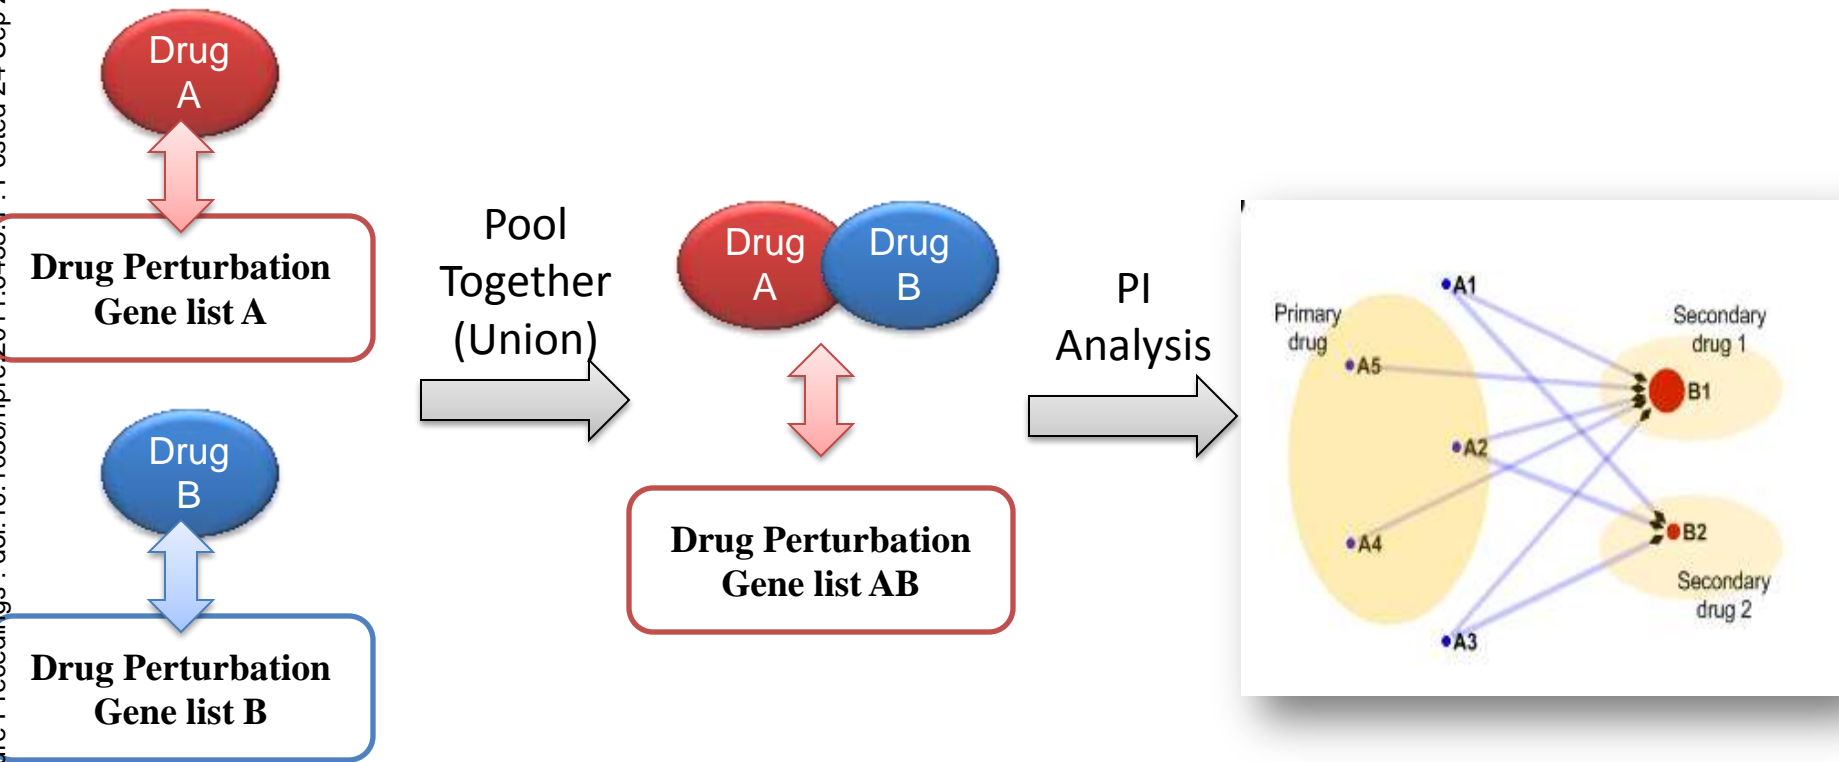 Drug
A
Drug Perturbation
Gene list A
Drug
B
Drug Perturbation
Gene list B
Pool
Together
(Union)
Drug
A
Drug
B
Drug Perturbation
Gene list AB
PI
Analysis
Primary
drug
A1
A5
A2
A4
A3
Secondary
drug 1
B1
B2
Secondary
drug 2